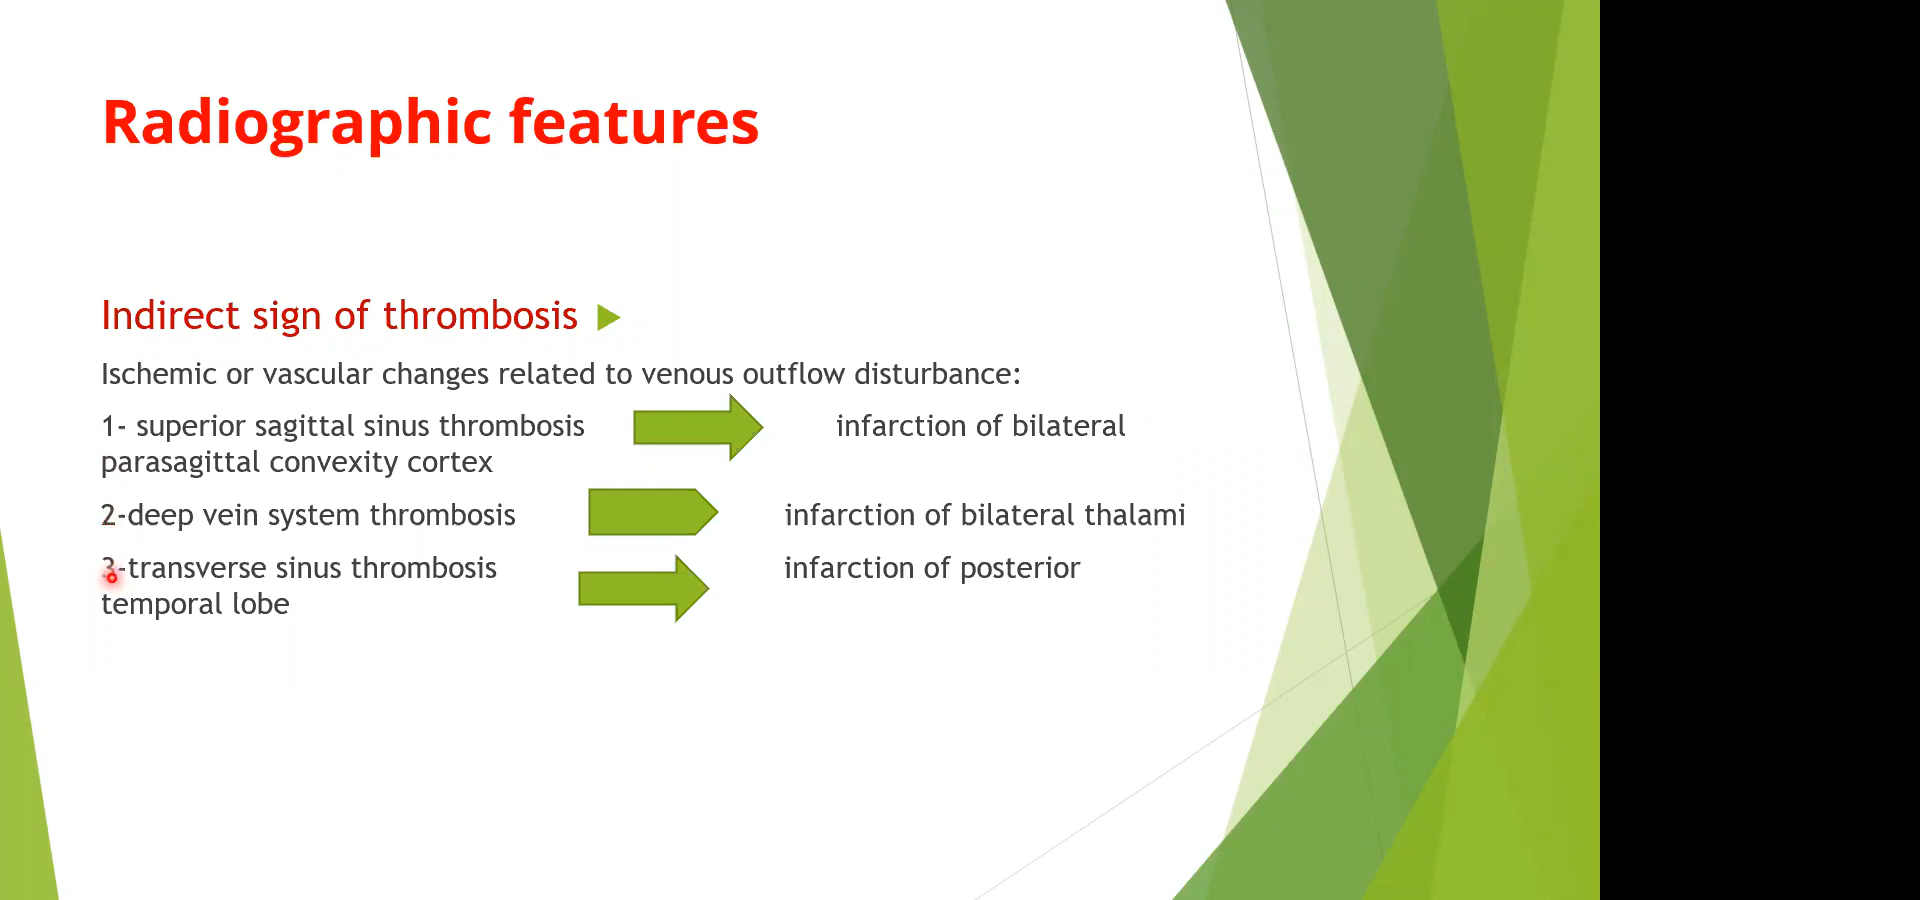 Radiographic features
Indirect sign of thrombosis
Ischemic or vascular changes related to venous outflow disturbance:
1- superior sagittal sinus thrombosis infarction of bilateral
parasagittal convexity cortex
2-deep vein system thrombosis infarction of bilateral thalami
3-transverse sinus thrombosis infarction of posterior
temporal lobe